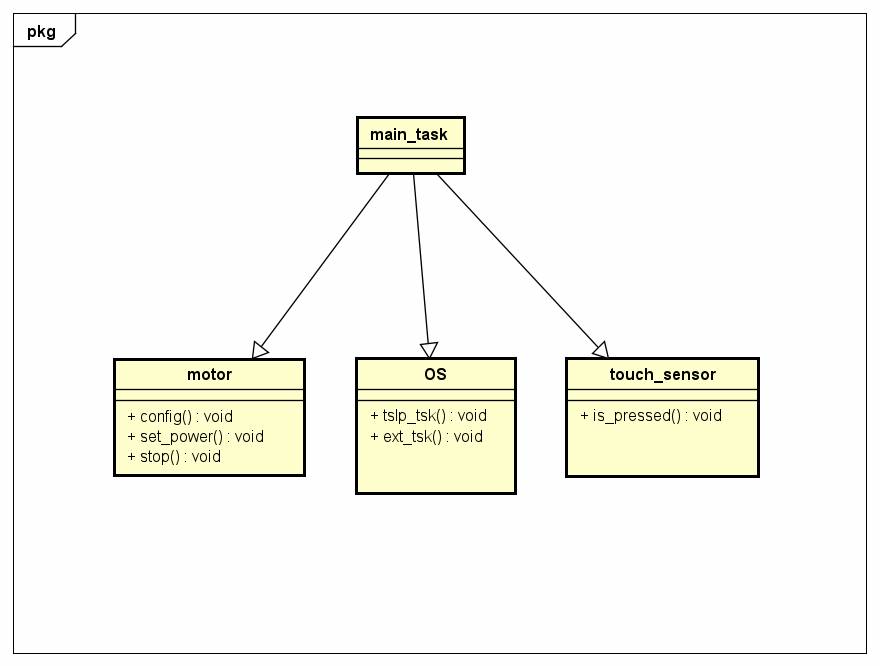 pkg
main_task
motor
+ config() : void
+ set_power() : void
+ stop() : void
OS
+ tslp_tsk() : void
+ ext_tsk() : void
touch_sensor
+ is_pressed() : void